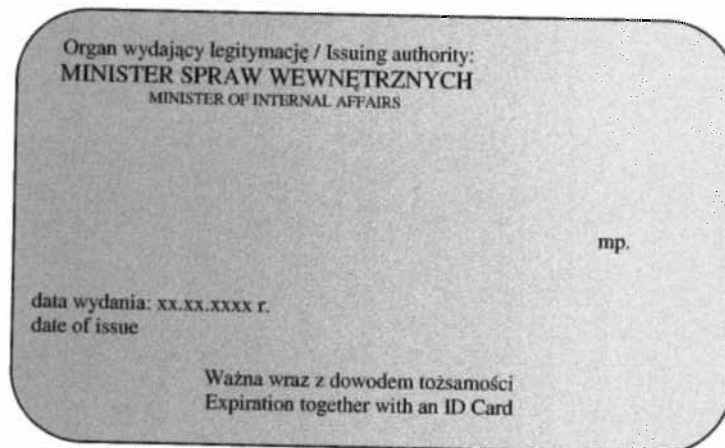 Organ wydający legitymację / Issuing authority:
MINISTER SPRAW WEWNĘTRZNYCH
MINISTER OF INTERNAL AFFAIRS
mp.
data wydania: xx.xx.xxxx r.
date of issue
Ważna wraz z dowodem tożsamości
Expiration together with an ID Card